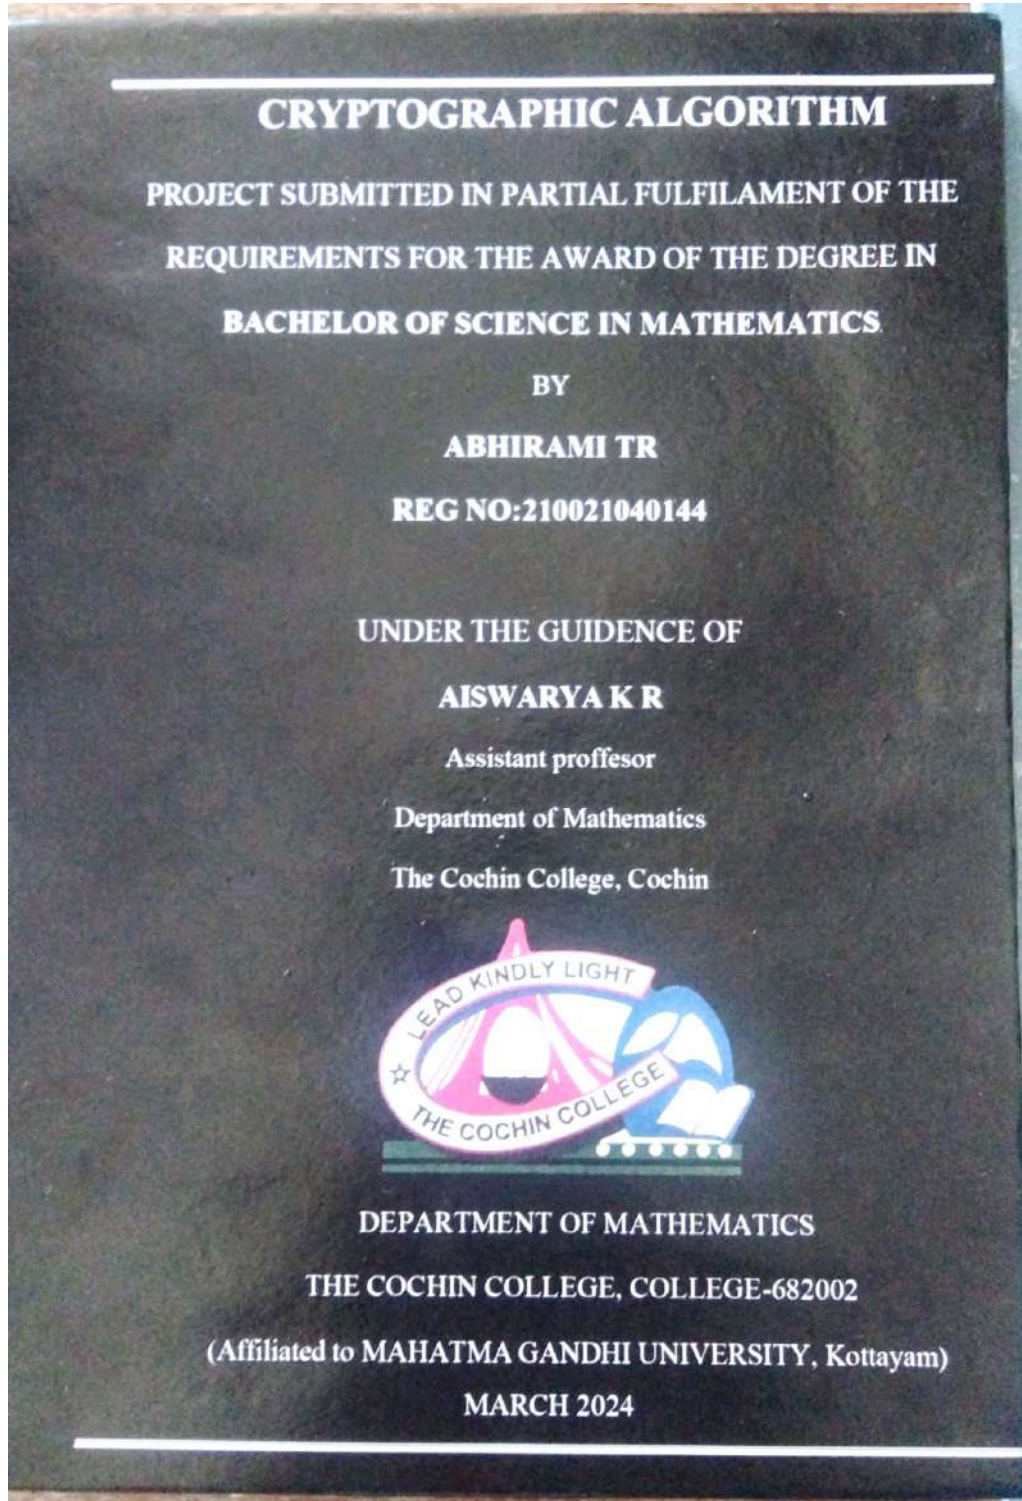 CRYPTOGRAPHIC ALGORITHM
PROJECT SUBMITTED IN PARTIAL FULFILAMENT OF THE
REQUIREMENTS FOR THE AWARD OF THE DEGREE IN
BACHELOR OF SCIENCE IN MATHEMATICS
BY
ABHIRAMI TR
REG NO:210021040144
UNDER THE GUIDENCE OF
AISWARYA K R
Assistant proffesor
Department of Mathematics
The Cochin College, Cochin
LEAD KINDLY LIGHT
THE COCHIN COLLEGE
DEPARTMENT OF MATHEMATICS
THE COCHIN COLLEGE, COLLEGE-682002
(Affiliated to MAHATMA GANDHI UNIVERSITY, Kottayam)
MARCH 2024